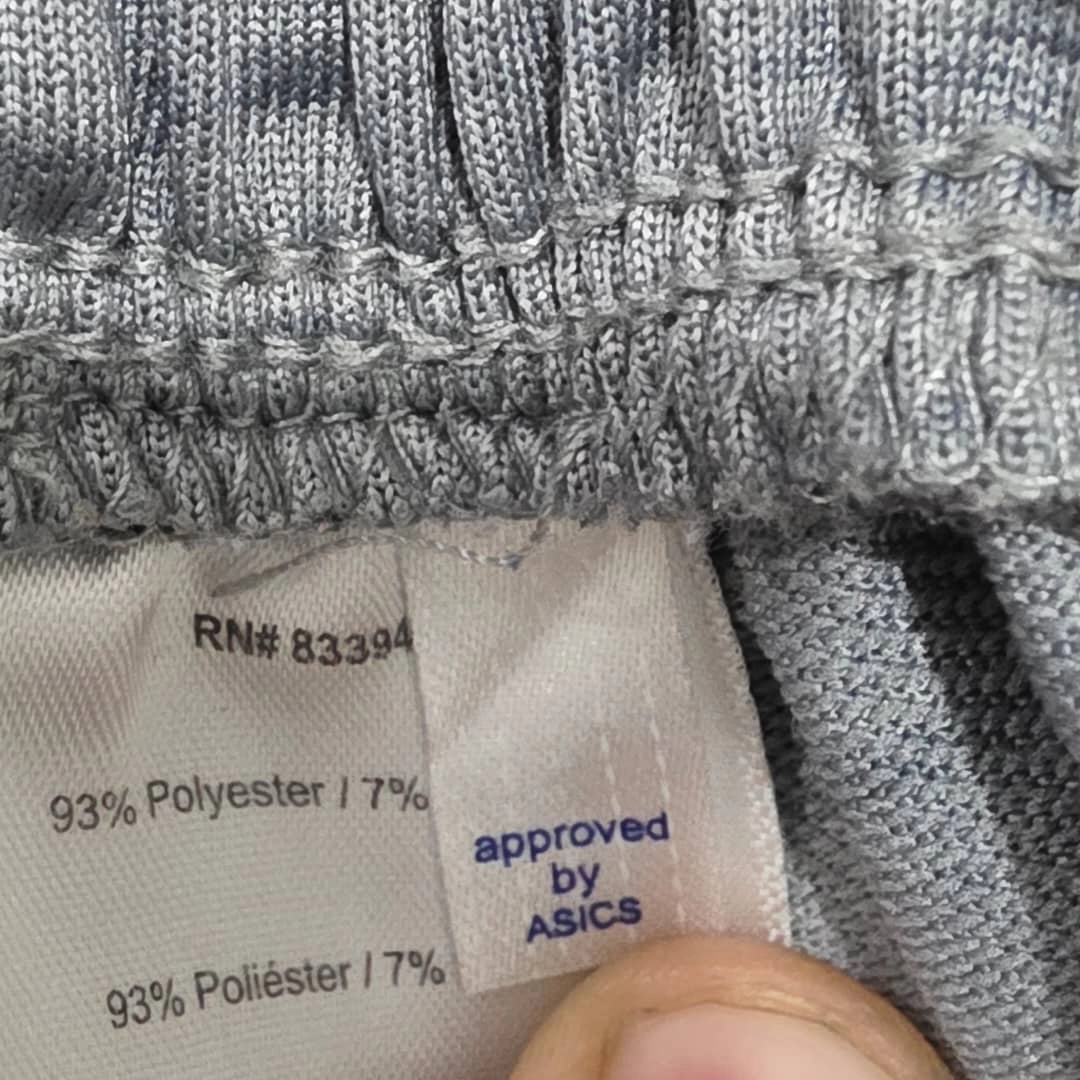 RN# 83394
93% Polyester / 7%
93% Poliéster / 7%
approved
by
ASICS